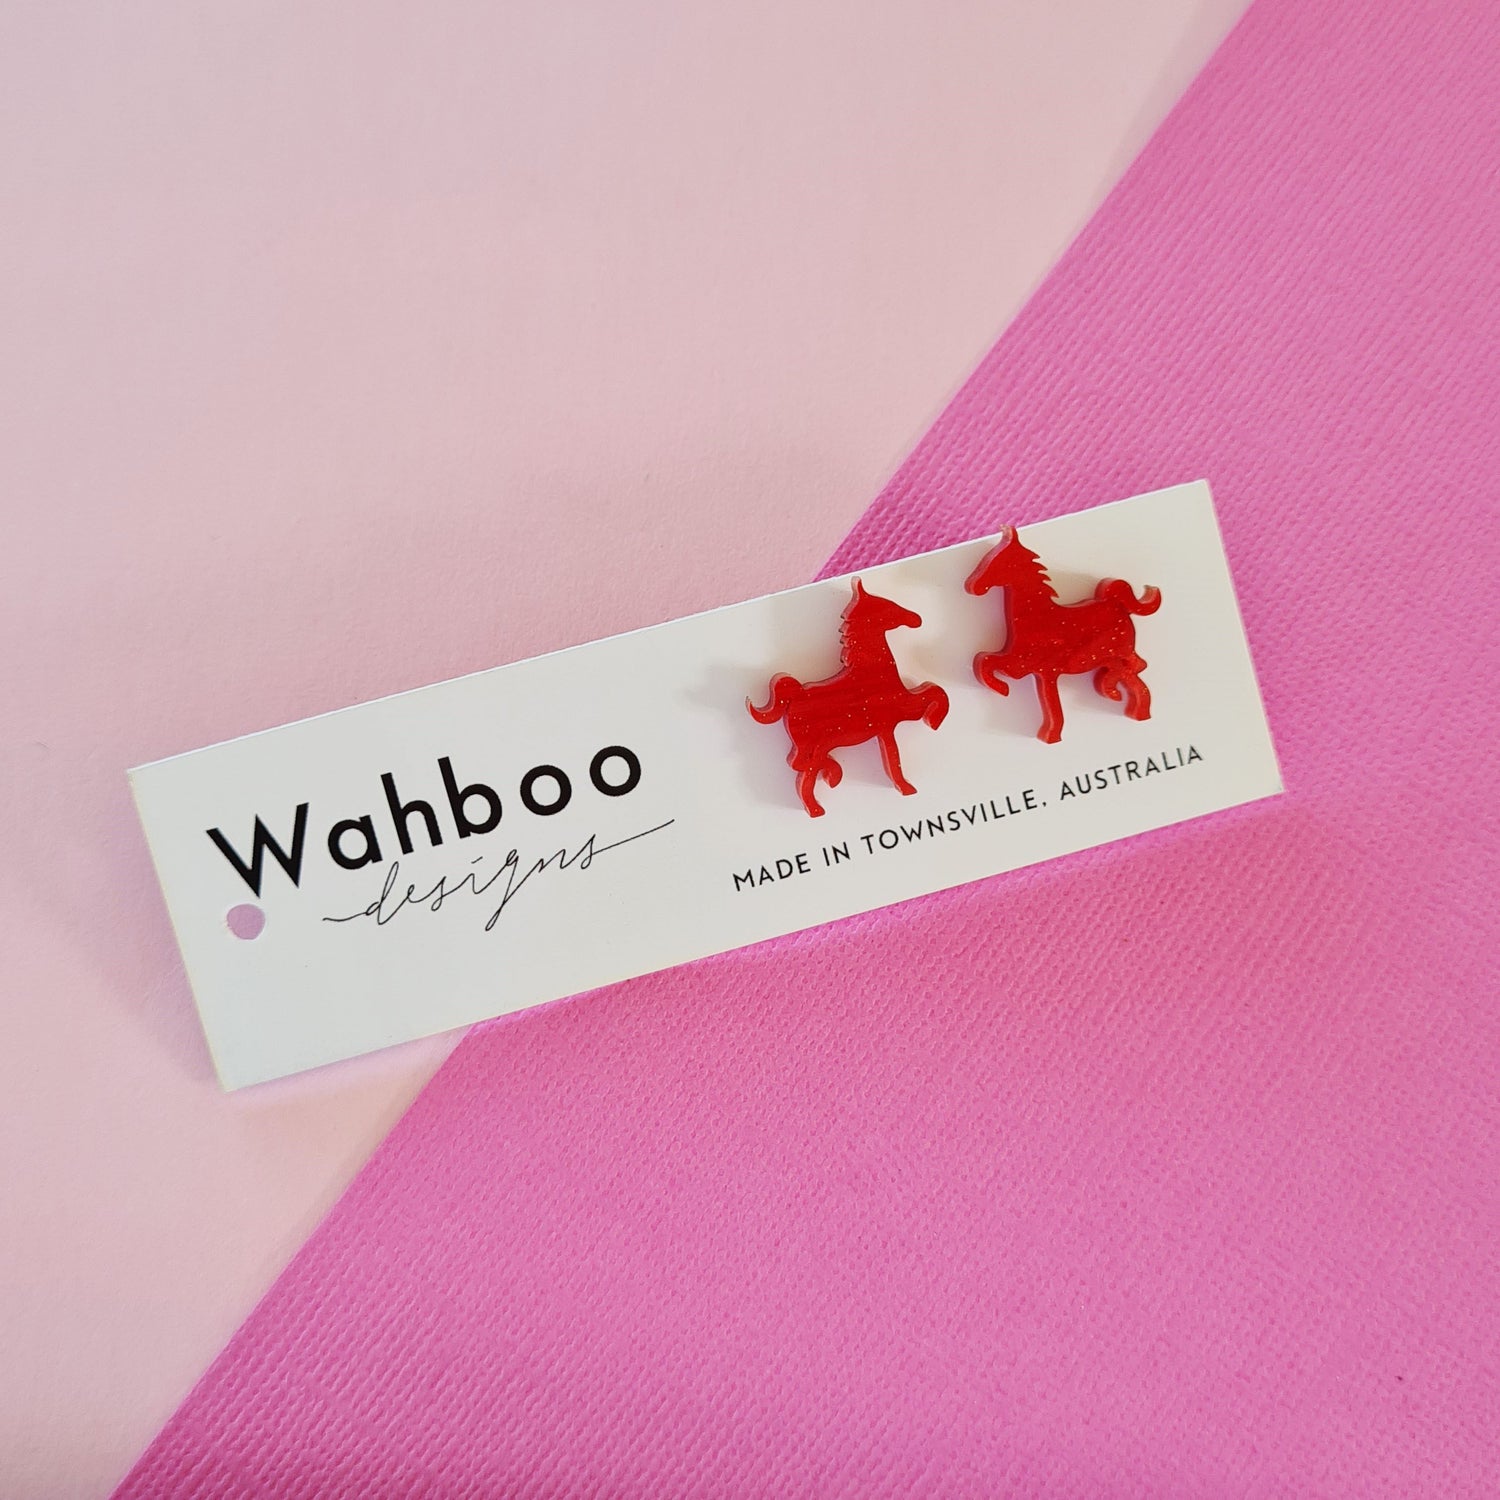 Wahboo
designs
MADE IN TOWNSVILLE, AUSTRALIA